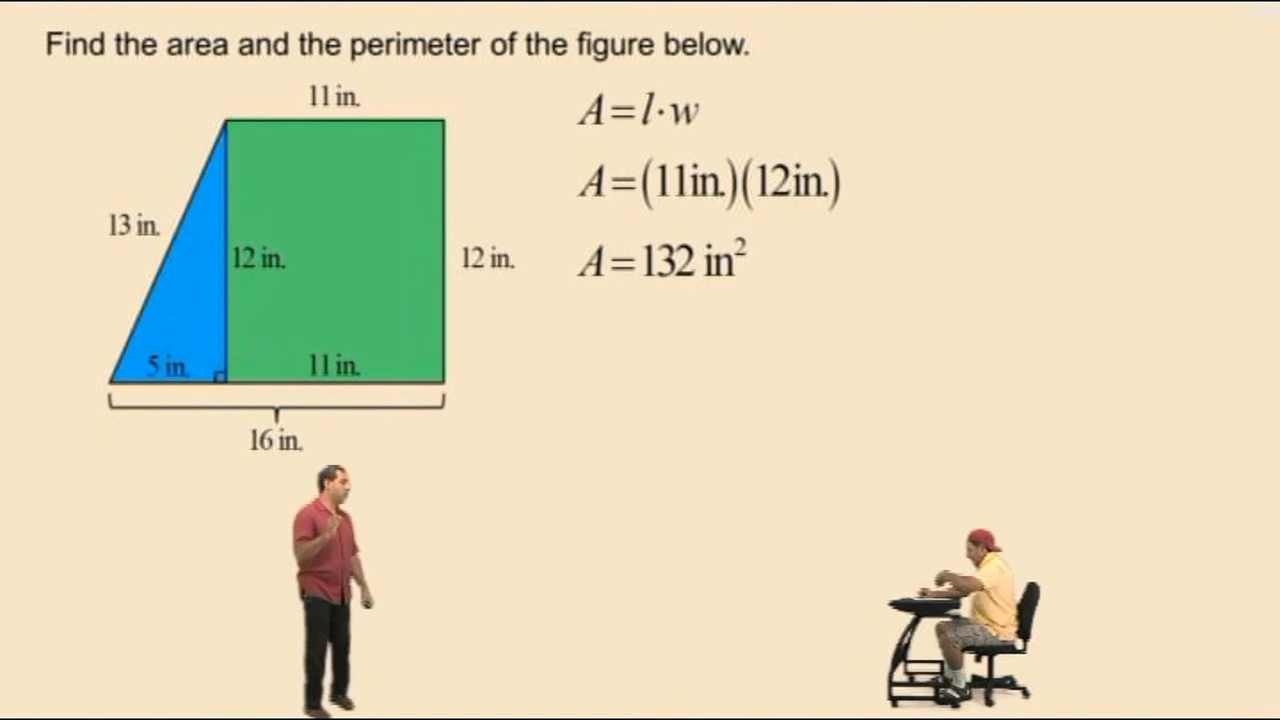 Find the area and the perimeter of the figure below.
11 in.
A=l·w
A=(11in.)(12in.)
13 in.
12 in.
12 in.
A=132 in²
5 in.
11 in.
16 in.